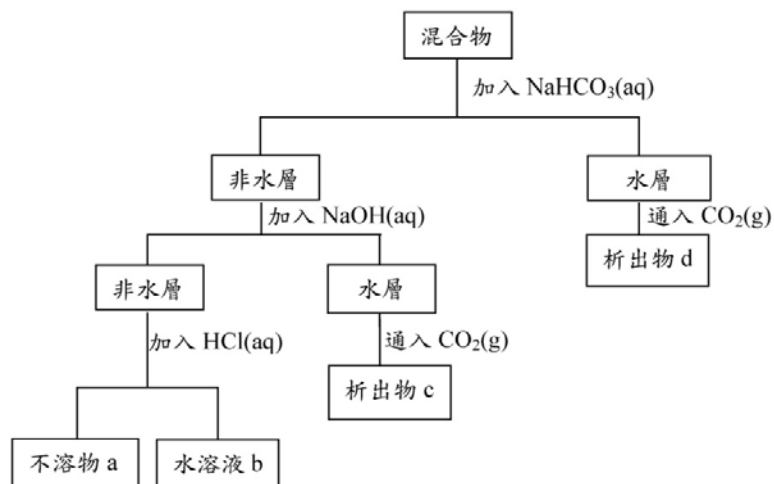 混合物
加入 NaHCO₃(aq)
非水層
水層
加入 NaOH(aq)
通入 CO₂(g)
析出物 d
非水層
水層
加入 HCl(aq)
通入 CO₂(g)
析出物 c
不溶物 a
水溶液 b